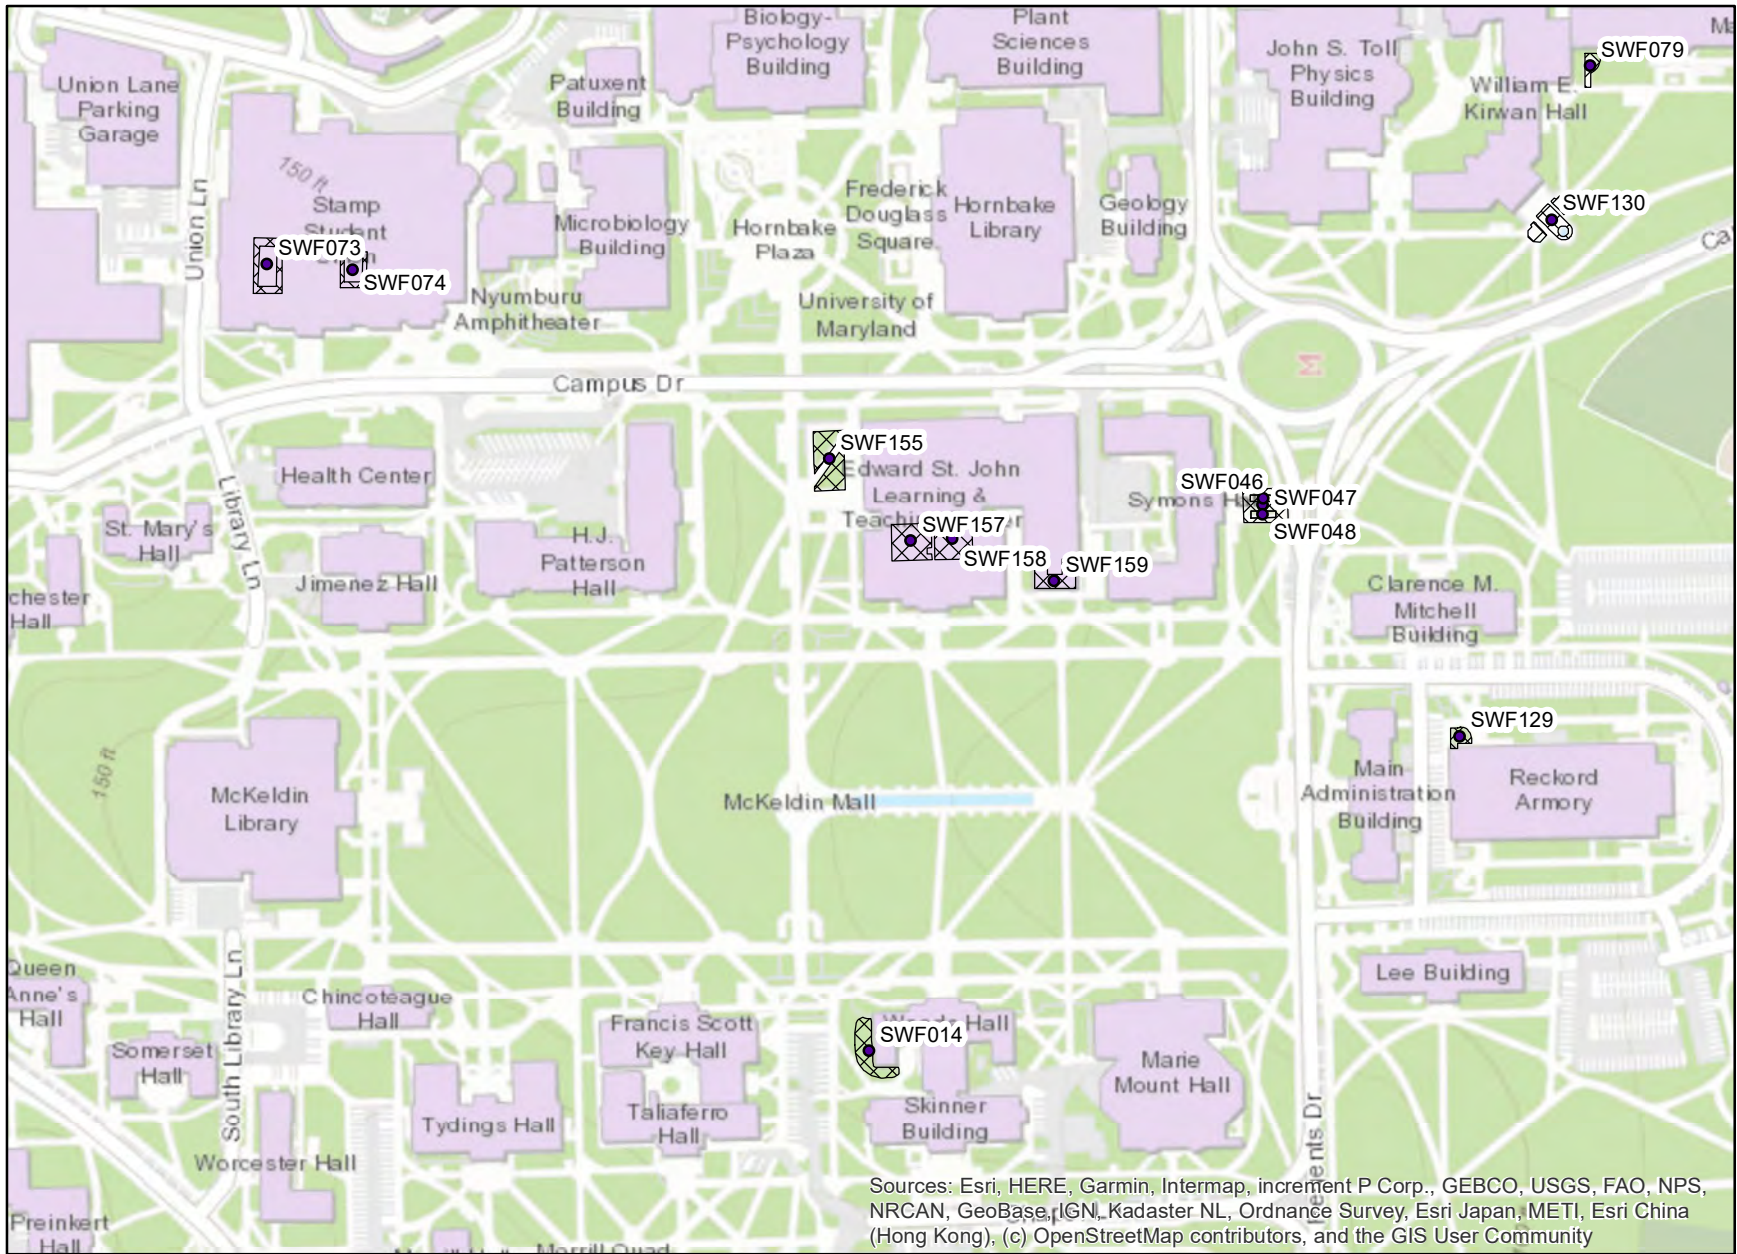 Biology-
Psychology
Building
Plant
Sciences
Building
John S. Toll
Physics
Building
William E.
Kirwan Hall
SWF079
Union Lane
Parking
Garage
Patuxent
Building
150 ft
Stamp
Student
SWF073
SWF074
Union Ln
Microbiology
Building
Hornbake
Plaza
Frederick
Douglass
Square
Hornbake
Library
Geology
Building
SWF130
Nyumburu
Amphitheater
University of
Maryland
M
Campus Dr
Health Center
SWF155
Edward St. John
Learning &
SWF157
SWF158
SWF159
Symons
SWF046
SWF047
SWF048
St. Mary's
Hall
Library Ln
Jimenez Hall
H.J.
Patterson
Hall
chester
Hall
Clarence M.
Mitchell
Building
SWF129
150 ft
McKeldin
Library
McKeldin Mall
Main
Administration
Building
Reckord
Armory
Queen
Anne's
Hall
South Library Ln
Chincoteague
Hall
Somerset
Hall
Francis Scott
Key Hall
SWF014
Hall
Marie
Mount Hall
Lee Building
Tydings Hall
Taliaferro
Hall
Skinner
Building
Worcester Hall
Preinkert
Hall
Sources: Esri, HERE, Garmin, Intermap, increment P Corp., GEBCO, USGS, FAO, NPS,
NRCAN, GeoBase, IGN, Kadaster NL, Ordnance Survey, Esri Japan, METI, Esri China
(Hong Kong), (c) OpenStreetMap contributors, and the GIS User Community